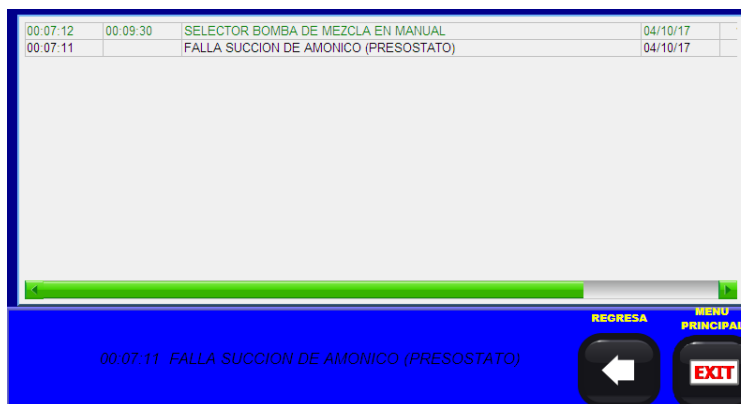 00:07:12 00:09:30 SELECTOR BOMBA DE MEZCLA EN MANUAL 04/10/17
00:07:11 FALLA SUCCION DE AMONICO (PRESOSTATO) 04/10/17
REGRESA
MENU
PRINCIPAL
00:07:11 FALLA SUCCION DE AMONICO (PRESOSTATO)
EXIT